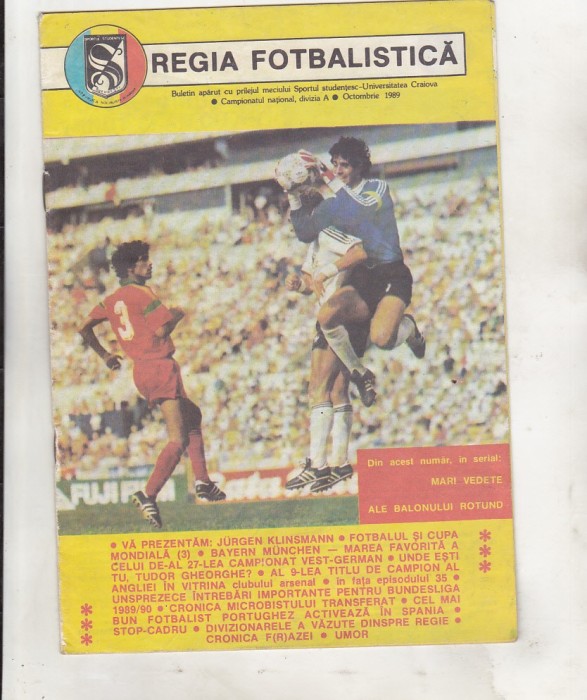 SPORTUL STUDENȚESC
REGIA FOTBALISTICĂ
Buletin apărut cu prilejul meciului Sportul studențesc–Universitatea Craiova
● Campionatul național, divizia A ● Octombrie 1989
3
FUJI FILM
Din acest număr, în serial:
MARI VEDETE
ALE BALONULUI ROTUND
● VĂ PREZENTĂM: JÜRGEN KLINSMANN ● FOTBALUL ȘI CUPA
MONDIALĂ (3) ● BAYERN MÜNCHEN — MAREA FAVORITĂ A
CELUI DE-AL 27-LEA CAMPIONAT VEST-GERMAN ● UNDE EȘTI
TU, TUDOR GHEORGHE? ● AL 9-LEA TITLU DE CAMPION AL
ANGLIEI ÎN VITRINA clubului arsenal ● în fața episodului 35 ●
UNSPREZECE ÎNTREBĂRI IMPORTANTE PENTRU BUNDESLIGA
1989/90 ● CRONICA MICROBISTULUI TRANSFERAT ● CEL MAI
BUN FOTBALIST PORTUGHEZ ACTIVEAZĂ ÎN SPANIA ●
STOP-CADRU ● DIVIZIONARELE A VĂZUTE DINSPRE REGIE ●
CRONICA F(R)AZEI ● UMOR